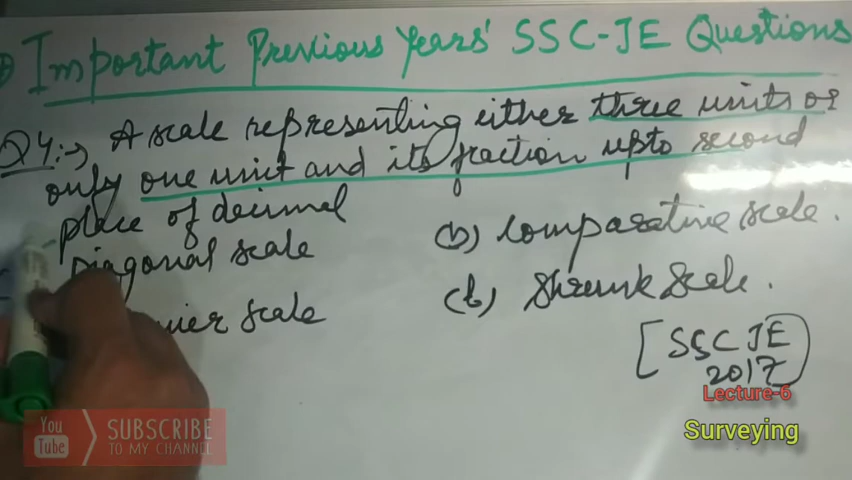 Important Previous Years' SSC-JE Questions
Q4:→ A scale representing either three units or
only one unit and its fraction upto second
place of decimal
Diagonal scale
(b) Comparative scale.
nier scale
(d) Shrunk Scale.
[SSC JE
2017]
Lecture-6
Surveying
You
Tube
SUBSCRIBE
TO MY CHANNEL